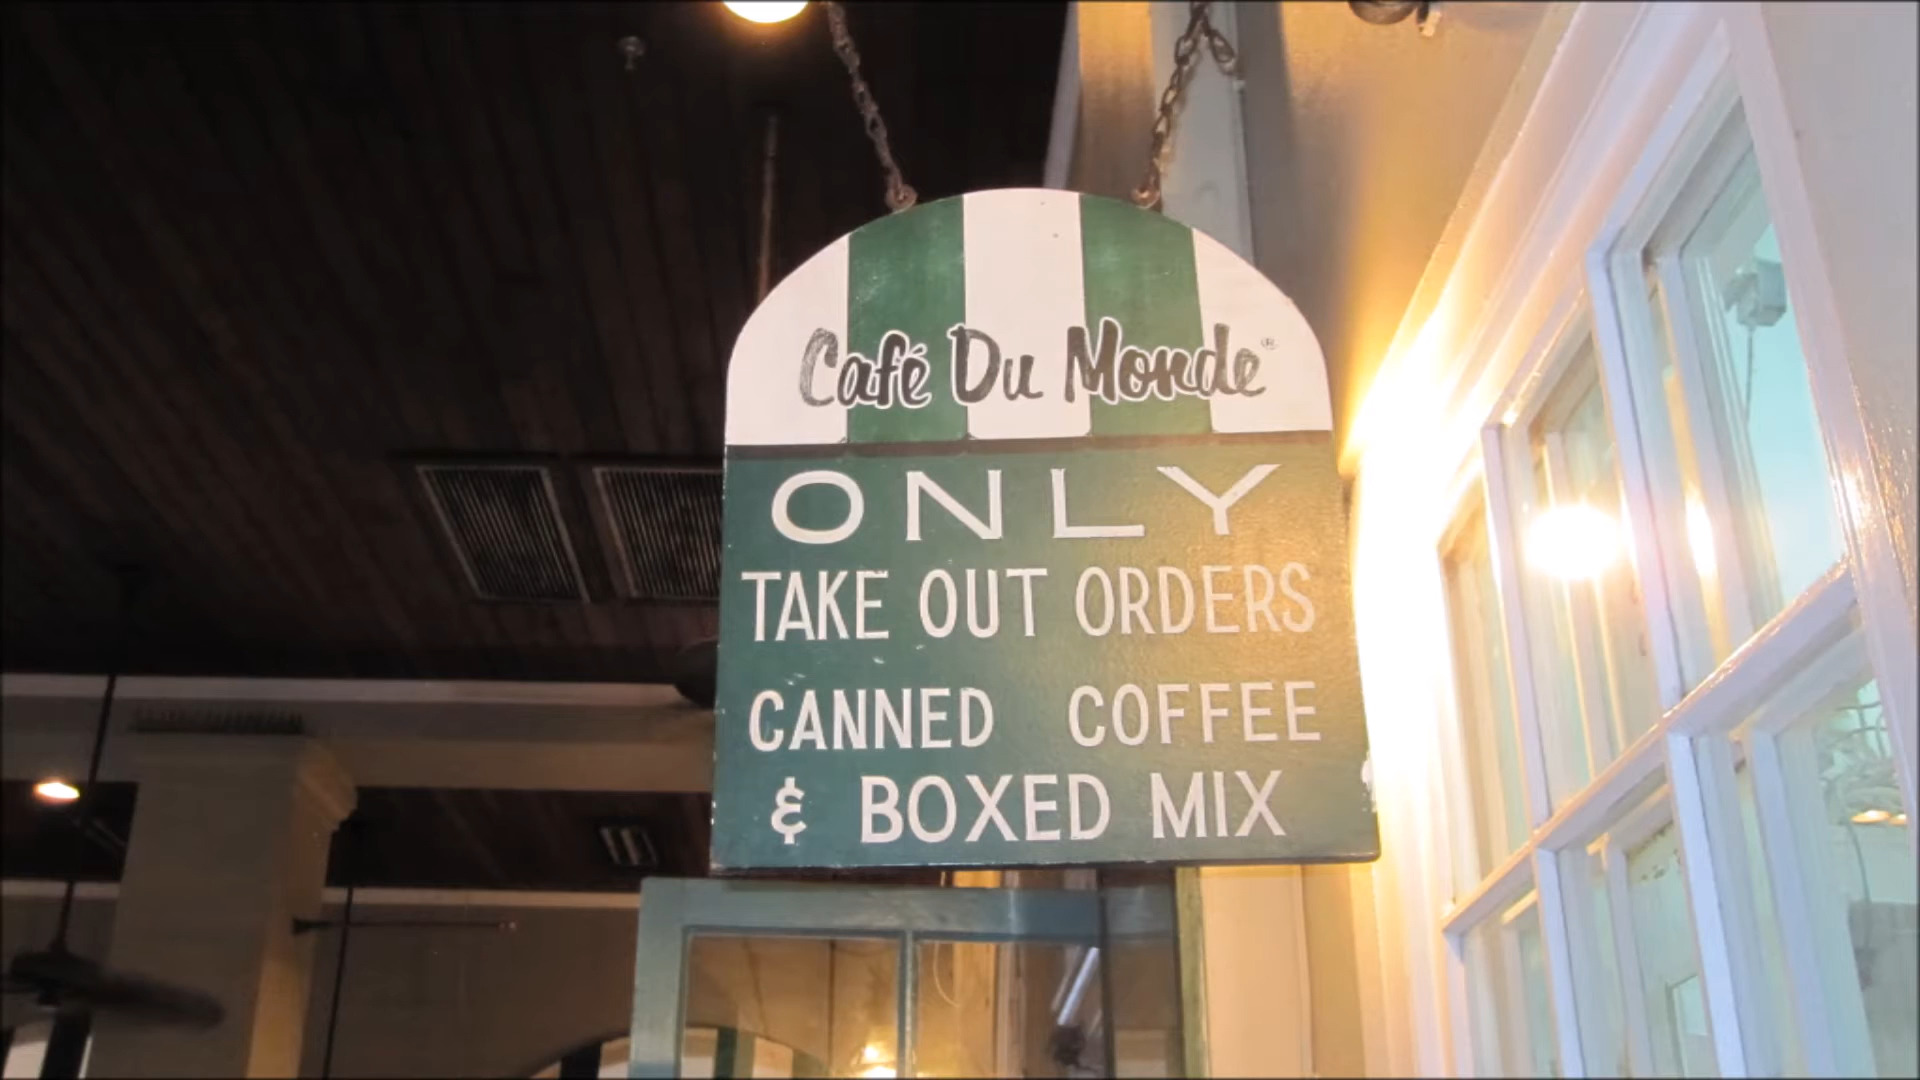 Café Du Monde®
ONLY
TAKE OUT ORDERS
CANNED COFFEE
& BOXED MIX